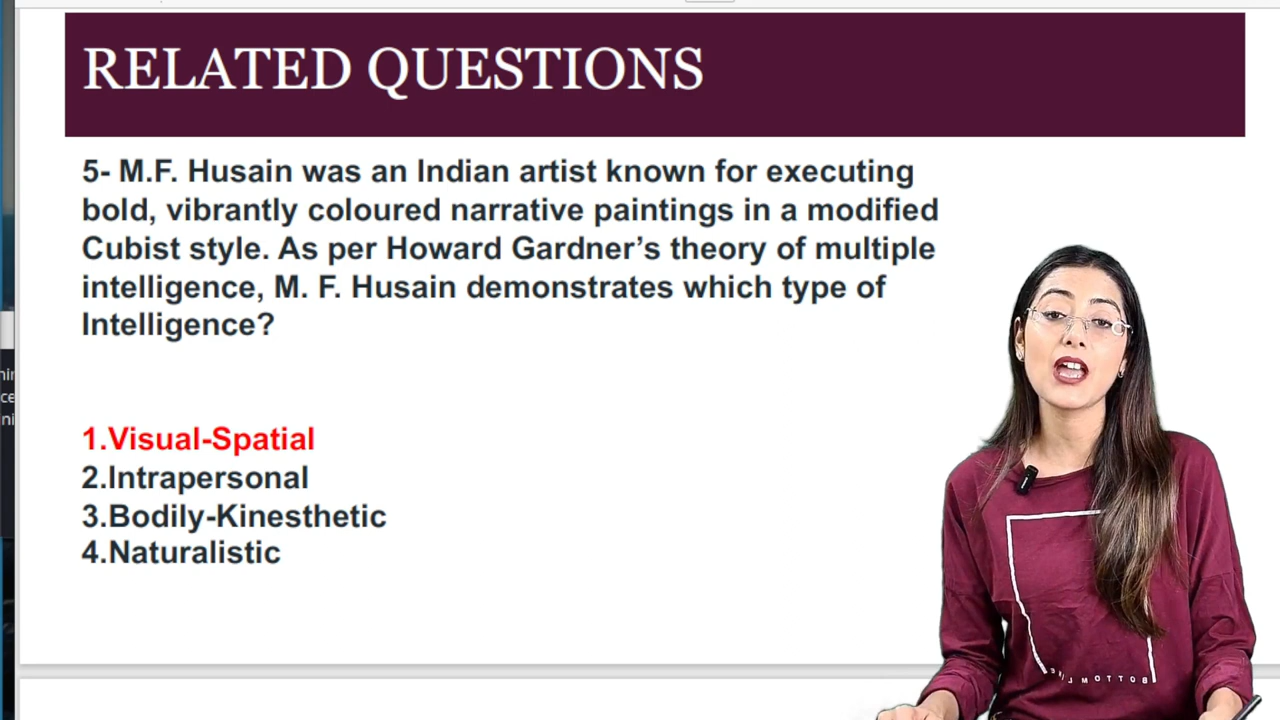 RELATED QUESTIONS
5- M.F. Husain was an Indian artist known for executing
bold, vibrantly coloured narrative paintings in a modified
Cubist style. As per Howard Gardner’s theory of multiple
intelligence, M. F. Husain demonstrates which type of
Intelligence?
1.Visual-Spatial
2.Intrapersonal
3.Bodily-Kinesthetic
4.Naturalistic
BOTTOM LINE